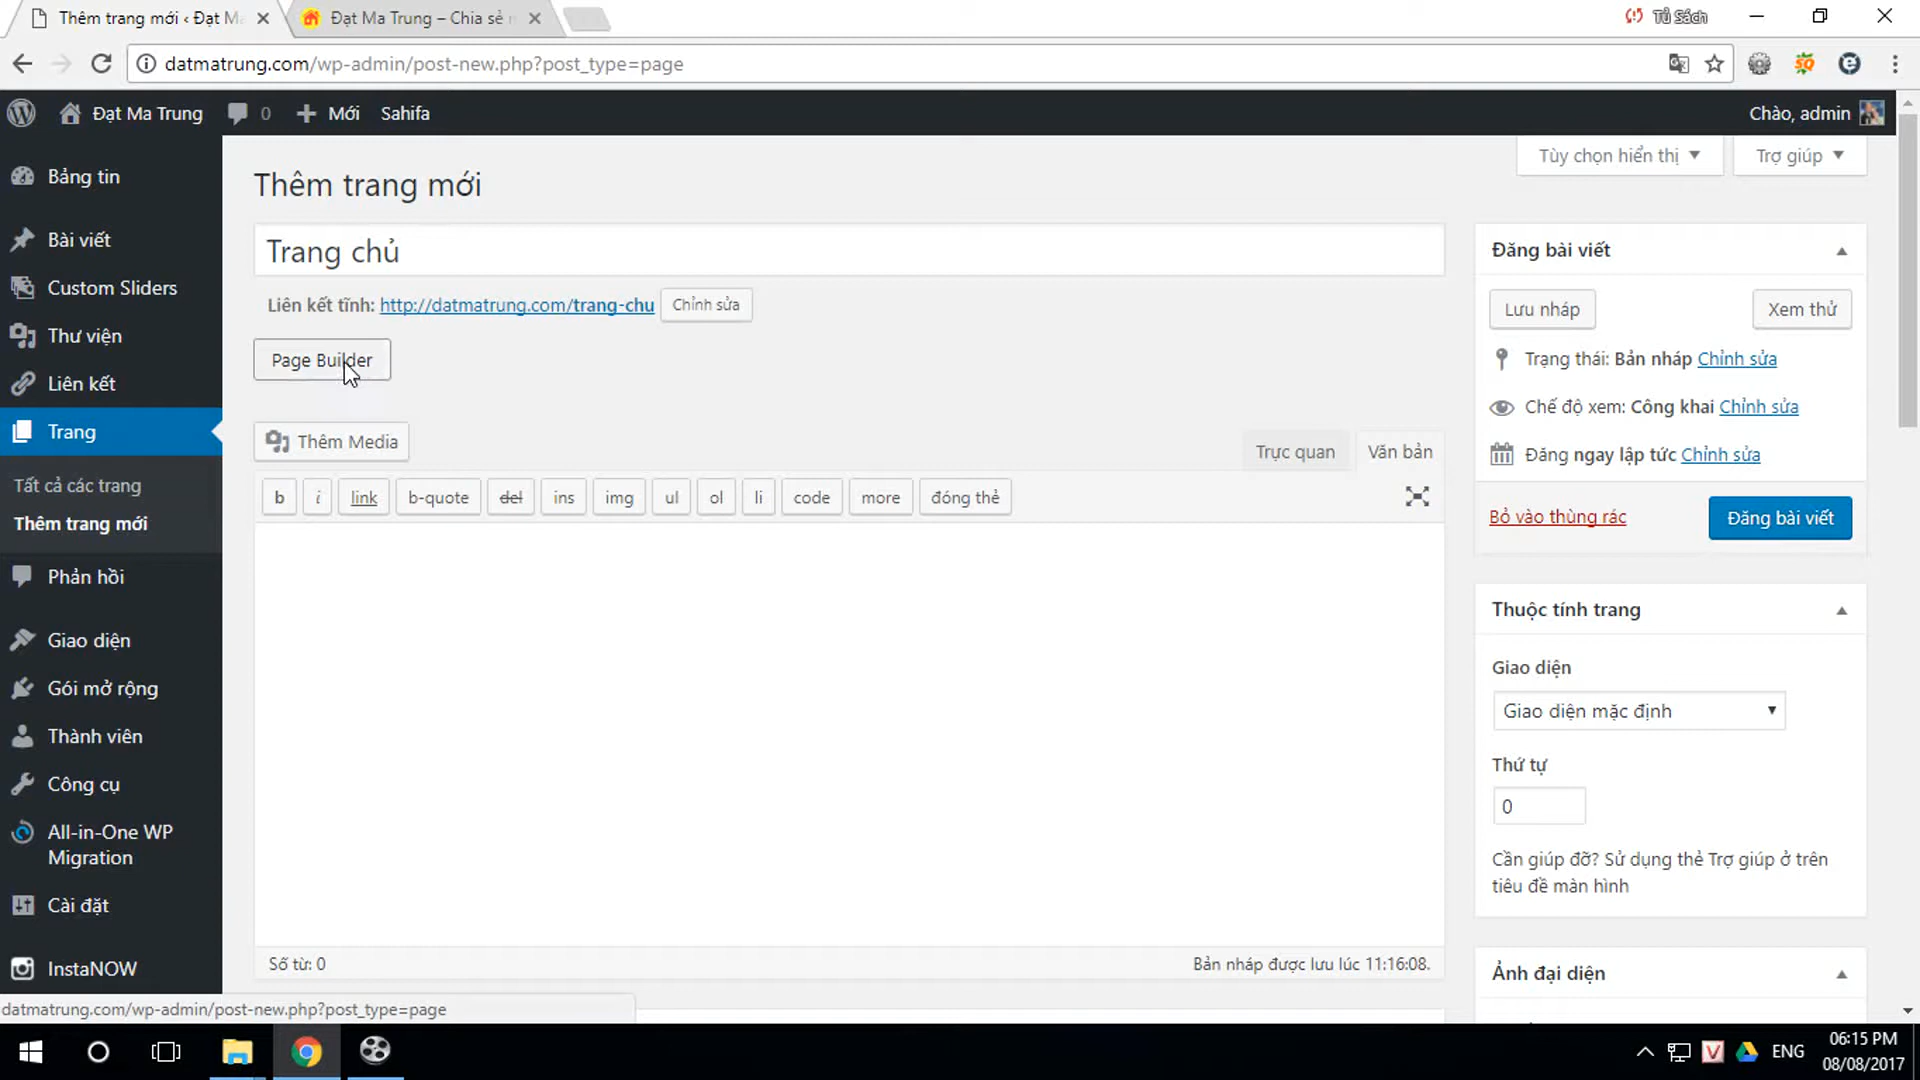 Thêm trang mới ‹ Đạt Ma
Đạt Ma Trung – Chia sẻ
Tủ Sách
datmatrung.com/wp-admin/post-new.php?post_type=page
Đạt Ma Trung
0
Mới
Sahifa
Chào, admin
Bảng tin
Bài viết
Custom Sliders
Thư viện
Liên kết
Trang
Tất cả các trang
Thêm trang mới
Phản hồi
Giao diện
Gói mở rộng
Thành viên
Công cụ
All-in-One WP
Migration
Cài đặt
InstaNOW
Tùy chọn hiển thị
Trợ giúp
Thêm trang mới
Trang chủ
Liên kết tĩnh: http://datmatrung.com/trang-chu Chỉnh sửa
Page Builder
Thêm Media
Trực quan
Văn bản
b i link b-quote del ins img ul ol li code more đóng thẻ
Số từ: 0
Bản nháp được lưu lúc 11:16:08.
Đăng bài viết
Lưu nháp
Xem thử
Trạng thái: Bản nháp Chỉnh sửa
Chế độ xem: Công khai Chỉnh sửa
Đăng ngay lập tức Chỉnh sửa
Bỏ vào thùng rác
Đăng bài viết
Thuộc tính trang
Giao diện
Giao diện mặc định
Thứ tự
0
Cần giúp đỡ? Sử dụng thẻ Trợ giúp ở trên
tiêu đề màn hình
Ảnh đại diện
datmatrung.com/wp-admin/post-new.php?post_type=page
ENG
06:15 PM
08/08/2017